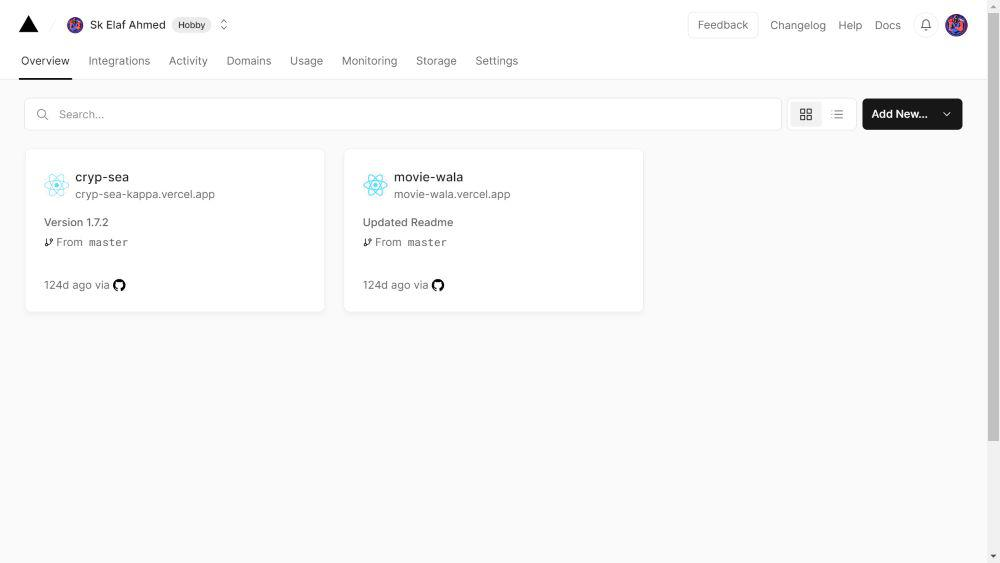 Sk Elaf Ahmed Hobby Feedback Changelog Help Docs
Overview Integrations Activity Domains Usage Monitoring Storage Settings
Search... Add New...
cryp-sea
cryp-sea-kappa.vercel.app
Version 1.7.2
From master
124d ago via
movie-wala
movie-wala.vercel.app
Updated Readme
From master
124d ago via